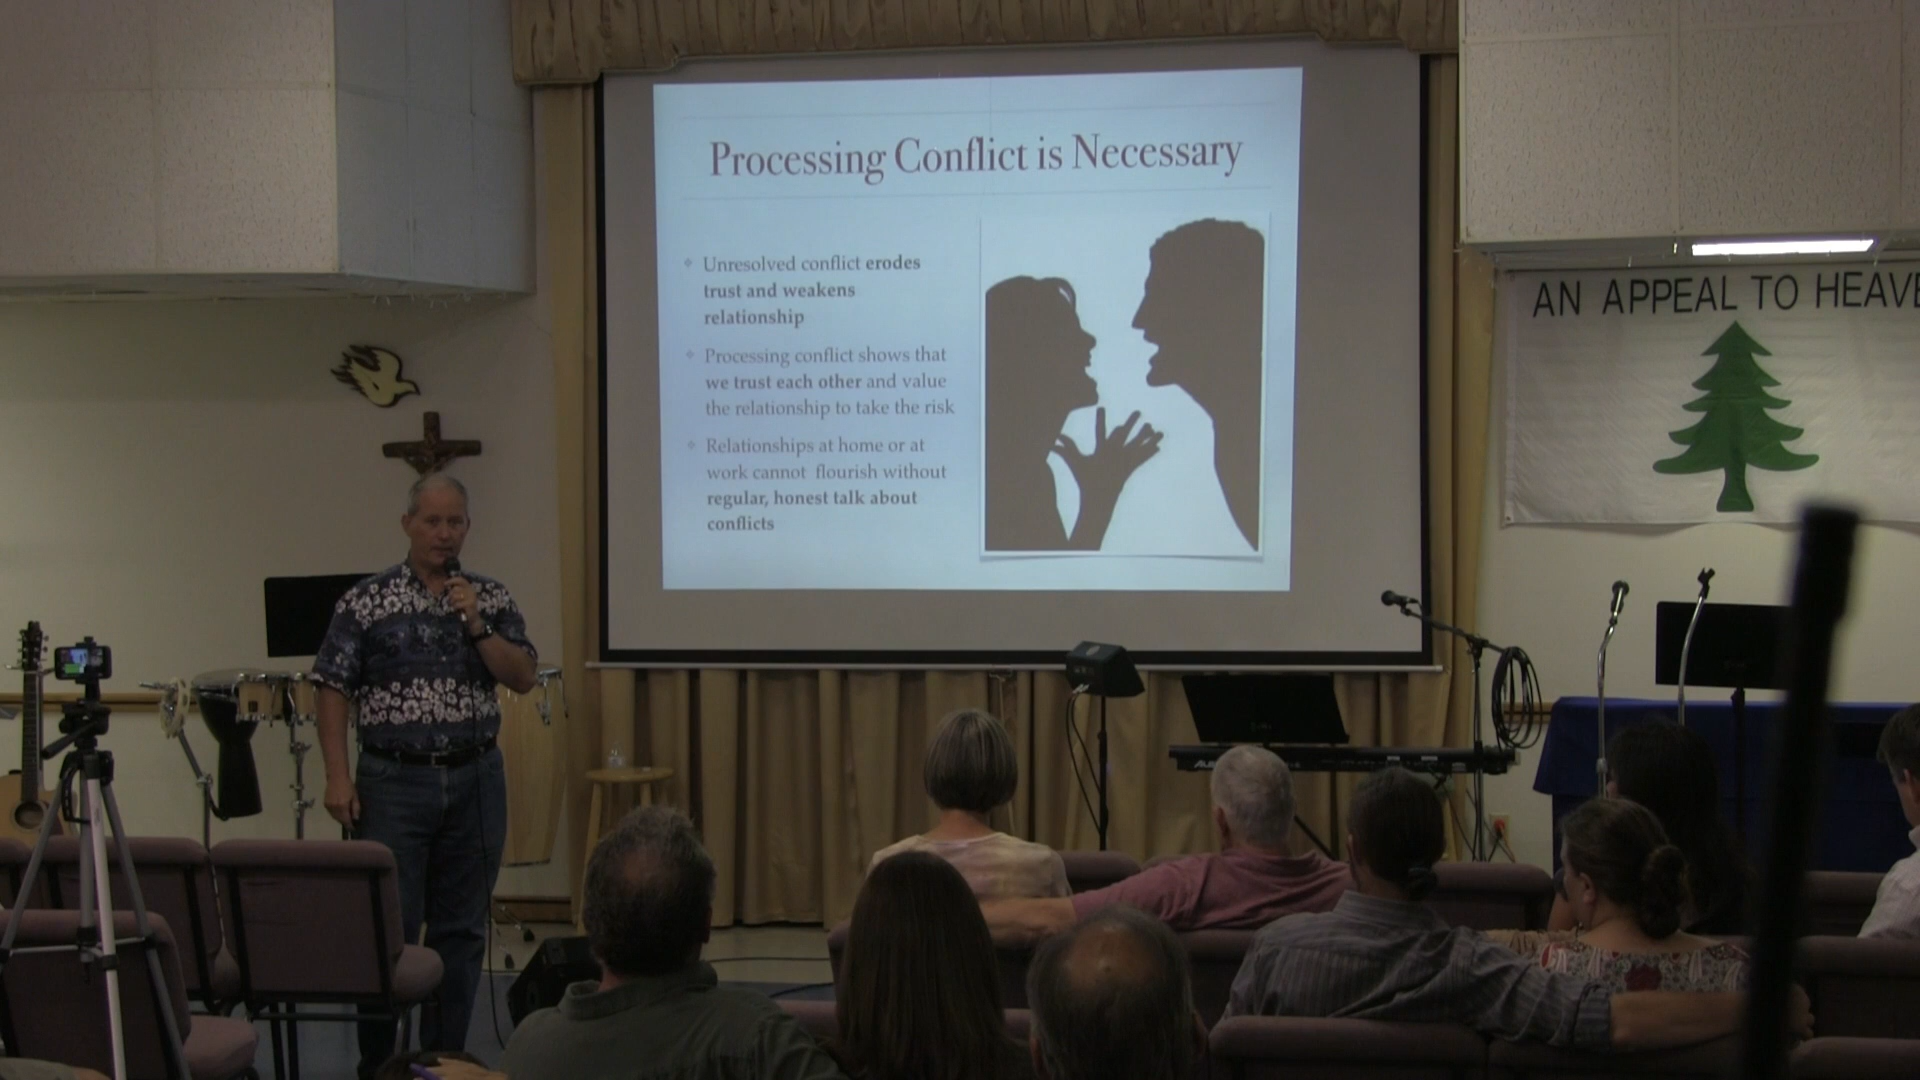 Processing Conflict is Necessary
Unresolved conflict erodes
trust and weakens
relationship
Processing conflict shows that
we trust each other and value
the relationship to take the risk
Relationships at home or at
work cannot flourish without
regular, honest talk about
conflicts
AN APPEAL TO HEAVE